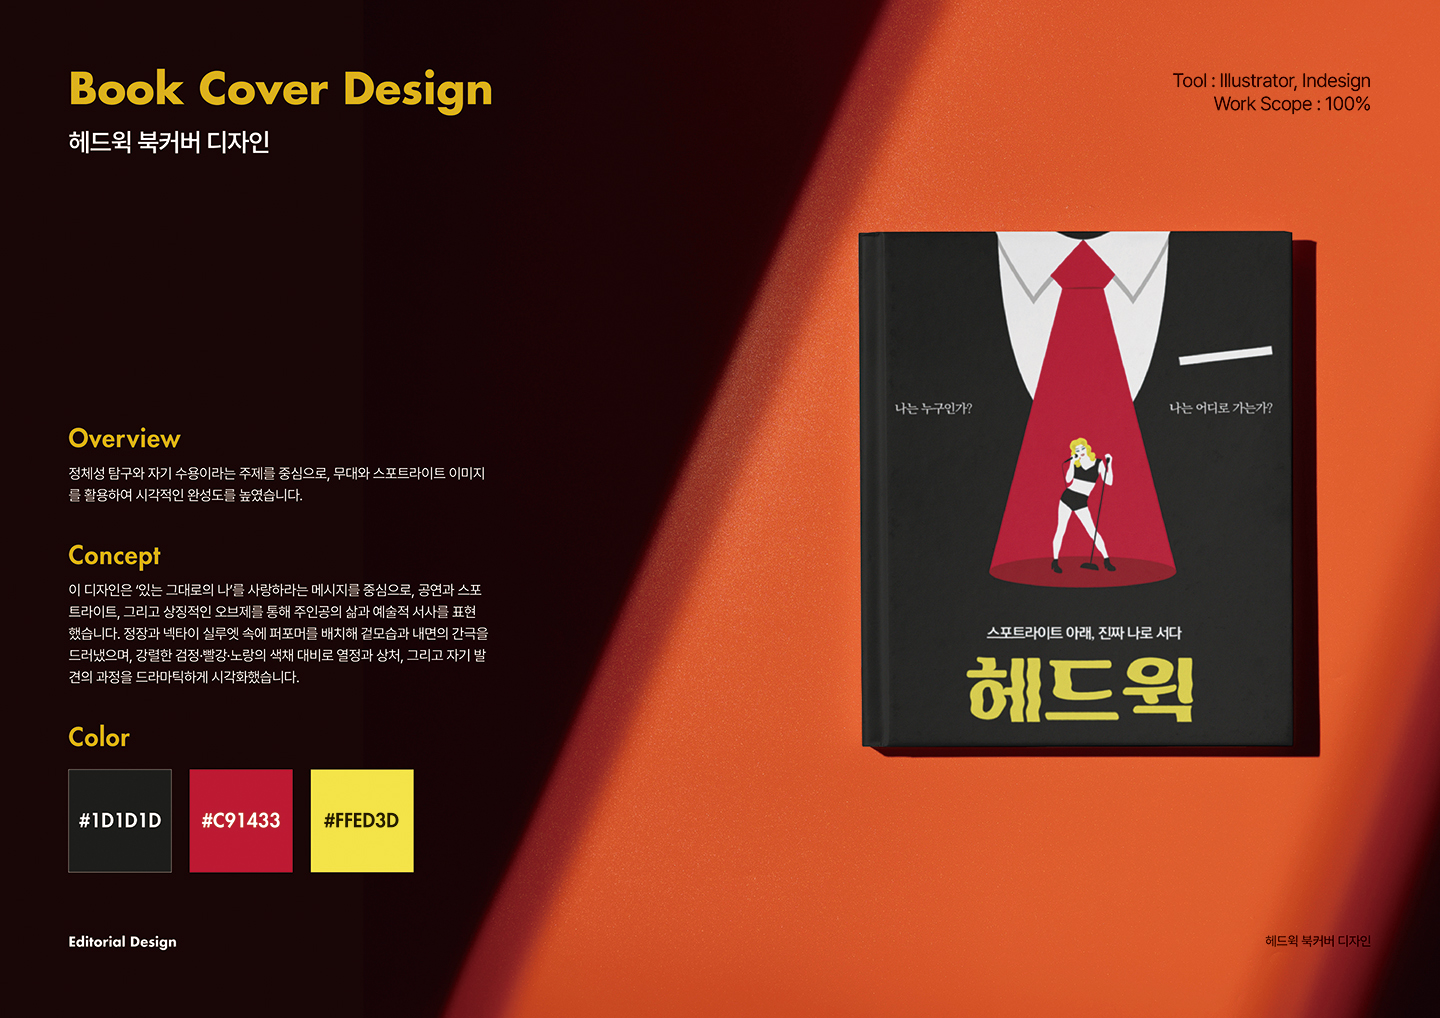 Book Cover Design
헤드윅 북커버 디자인
Tool : Illustrator, Indesign
Work Scope : 100%
나는 누구인가?
나는 어디로 가는가?
스포트라이트 아래, 진짜 나로 서다
헤드윅
Overview
정체성 탐구와 자기 수용이라는 주제를 중심으로, 무대와 스포트라이트 이미지
를 활용하여 시각적인 완성도를 높였습니다.
Concept
이 디자인은 ‘있는 그대로의 나’를 사랑하라는 메시지를 중심으로, 공연과 스포
트라이트, 그리고 상징적인 오브제를 통해 주인공의 삶과 예술적 서사를 표현
했습니다. 정장과 넥타이 실루엣 속에 퍼포머를 배치해 겉모습과 내면의 간극을
드러냈으며, 강렬한 검정·빨강·노랑의 색채 대비로 열정과 상처, 그리고 자기 발
견의 과정을 드라마틱하게 시각화했습니다.
Color
#1D1D1D
#C91433
#FFED3D
Editorial Design
헤드윅 북커버 디자인